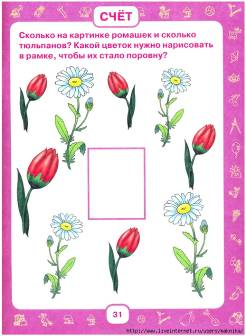 СЧЁТ
Сколько на картинке ромашек и сколько
тюльпанов? Какой цветок нужно нарисовать
в рамке, чтобы их стало поровну?
31